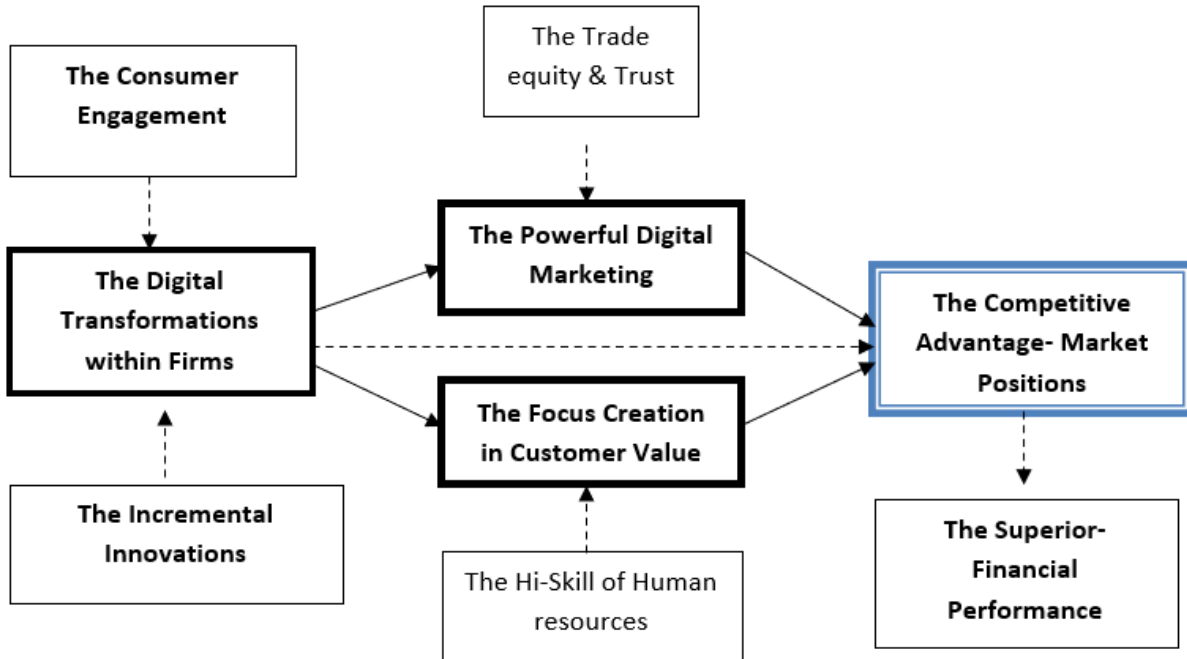 The Trade
equity & Trust
The Consumer
Engagement
The Powerful Digital
Marketing
The Digital
Transformations
within Firms
The Competitive
Advantage- Market
Positions
The Focus Creation
in Customer Value
The Incremental
Innovations
The Hi-Skill of Human
resources
The Superior-
Financial
Performance